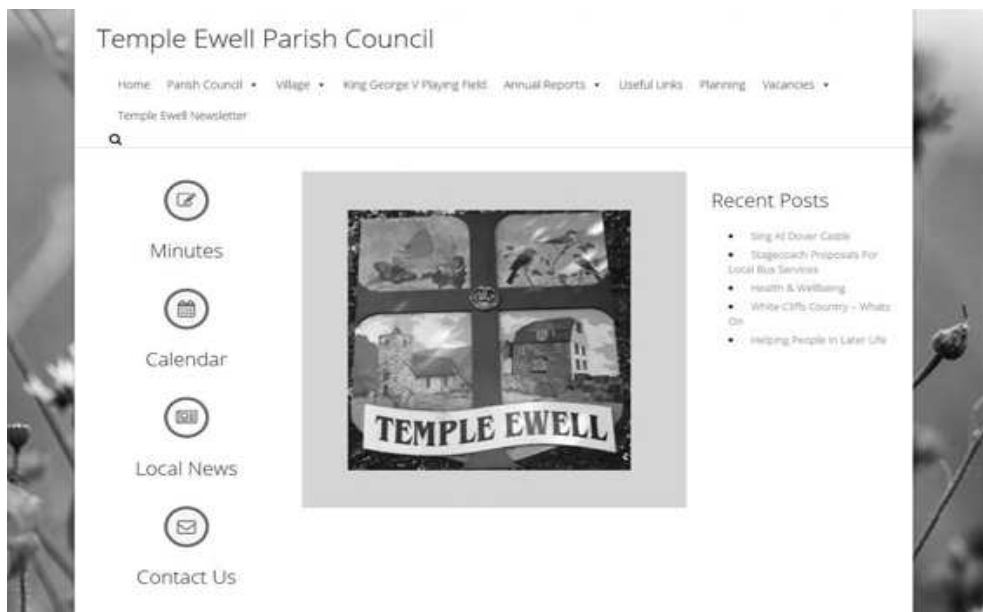 Temple Ewell Parish Council
Home Parish Council Village King George V Playing Field Annual Reports Useful Links Planning Vacancies
Temple Ewell Newsletter
Minutes
Calendar
Local News
Contact Us
TEMPLE EWELL
Recent Posts
Sing At Dover Castle
Stagecoach Proposals For
Local Bus Services
Health & Wellbeing
White Cliffs Country – Whats
On
Helping People In Later Life